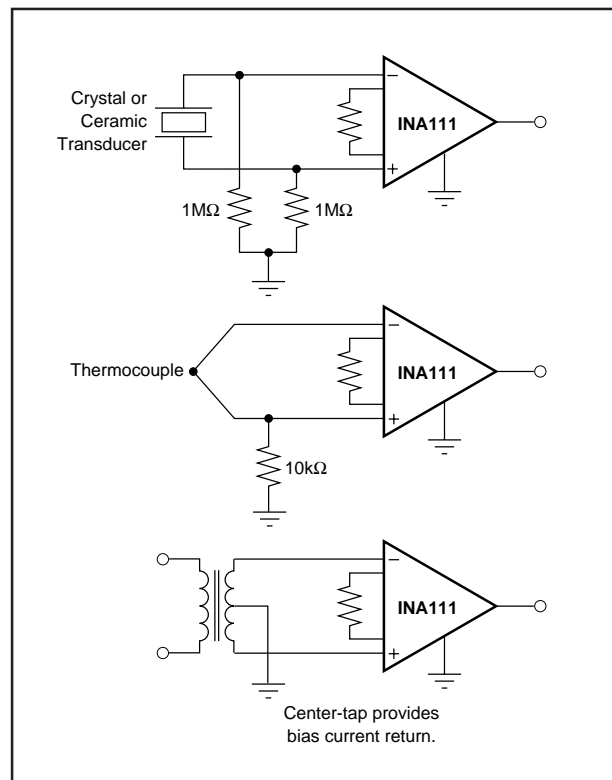 Crystal or
Ceramic
Transducer
−
INA111
+
1MΩ
1MΩ
−
Thermocouple
INA111
+
10kΩ
−
INA111
+
Center-tap provides
bias current return.